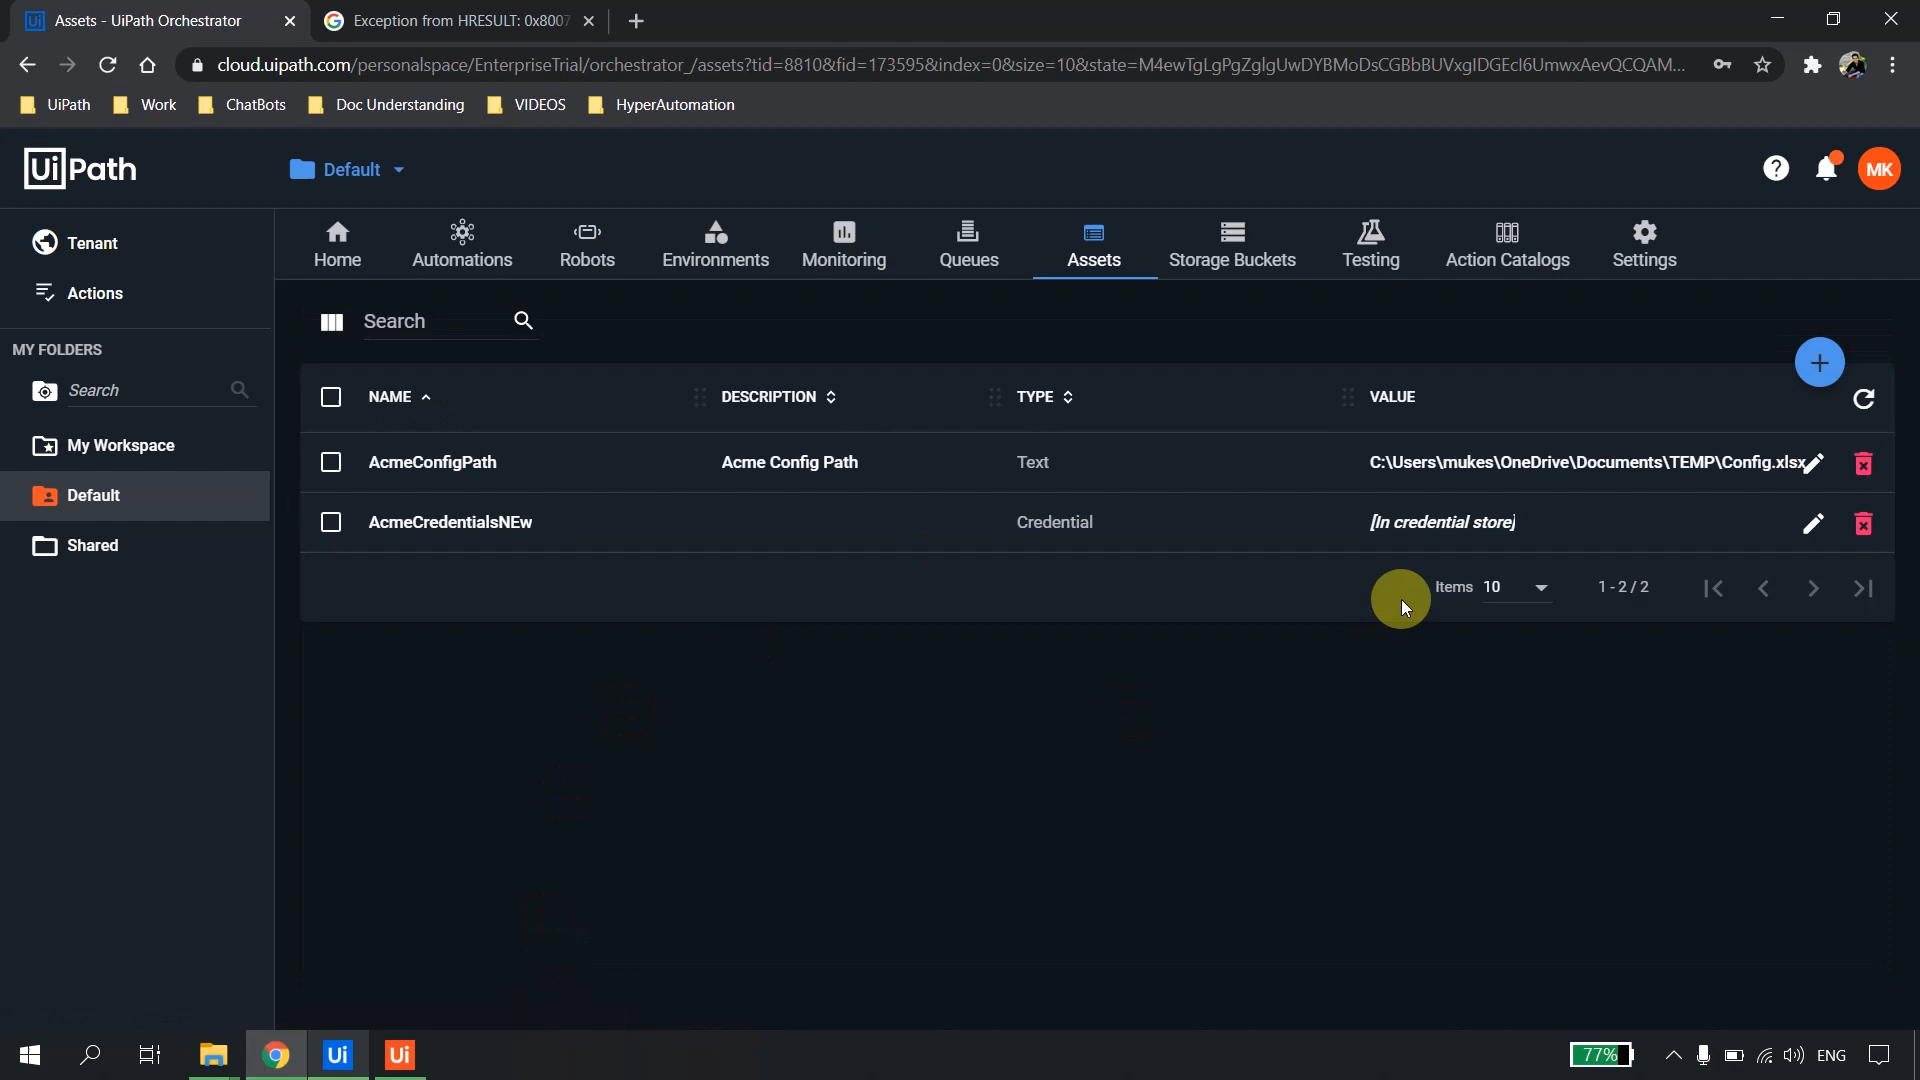 Assets - UiPath Orchestrator
Exception from HRESULT: 0x8007
cloud.uipath.com/personalspace/EnterpriseTrial/orchestrator_/assets?tid=8810&fid=173595&index=0&size=10&state=M4ewTgLgPgZglgUwDYBMoDsCGBbBUVxgIDGEcI6UmwxAevQCQAM...
UiPath
Work
ChatBots
Doc Understanding
VIDEOS
HyperAutomation
UiPath
Default
MK
Tenant
Actions
MY FOLDERS
Search
My Workspace
Default
Shared
Home
Automations
Robots
Environments
Monitoring
Queues
Assets
Storage Buckets
Testing
Action Catalogs
Settings
Search
NAME
DESCRIPTION
TYPE
VALUE
AcmeConfigPath
Acme Config Path
Text
C:\Users\mukes\OneDrive\Documents\TEMP\Config.xlsx
AcmeCredentialsNEw
Credential
[In credential store]
Items 10
1 - 2 / 2
Ui
Ui
77%
ENG